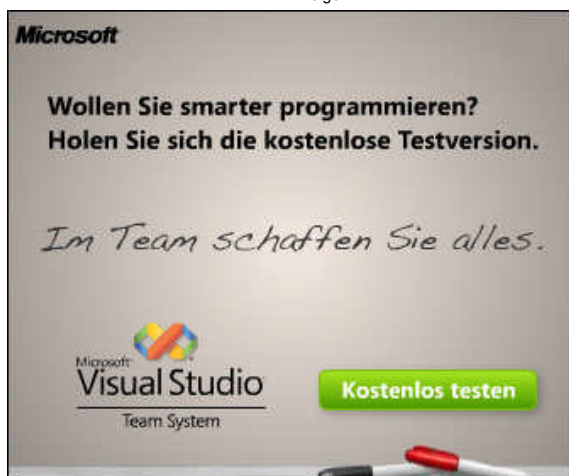 Microsoft
Wollen Sie smarter programmieren?
Holen Sie sich die kostenlose Testversion.
Im Team schaffen Sie alles.
Microsoft
Visual Studio
Team System
Kostenlos testen